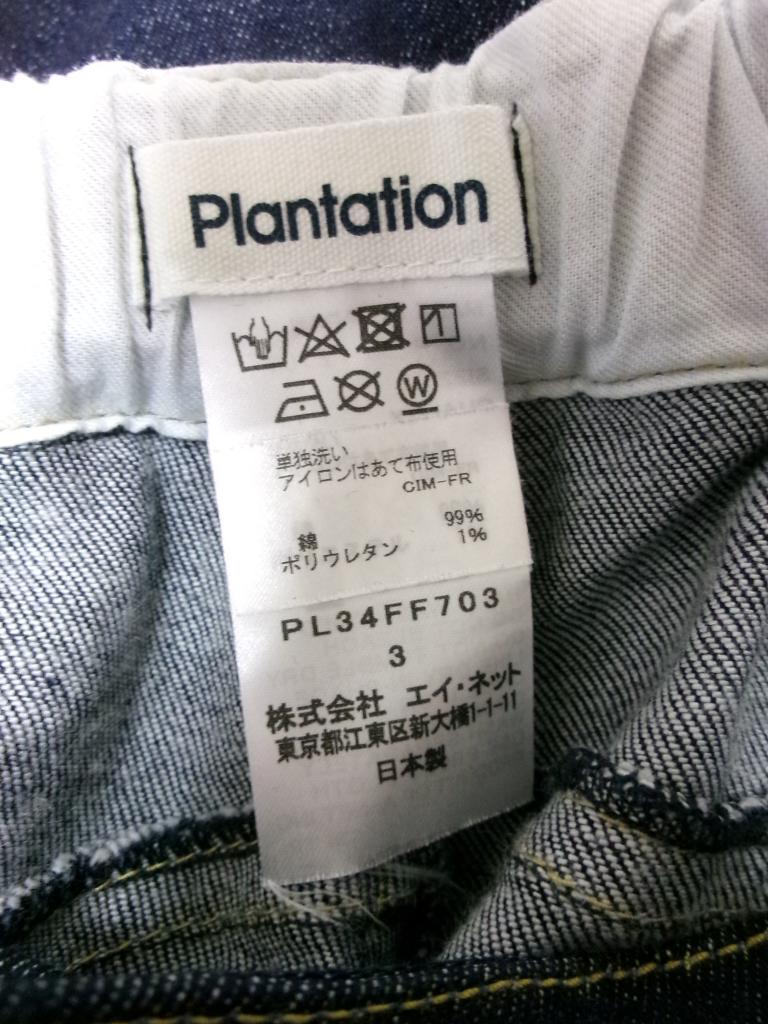 Plantation
W
単独洗い
アイロンはあて布使用
CIM-FR
綿 99%
ポリウレタン 1%
PL34FF703
3
株式会社 エイ・ネット
東京都江東区新大橋1-1-11
日本製